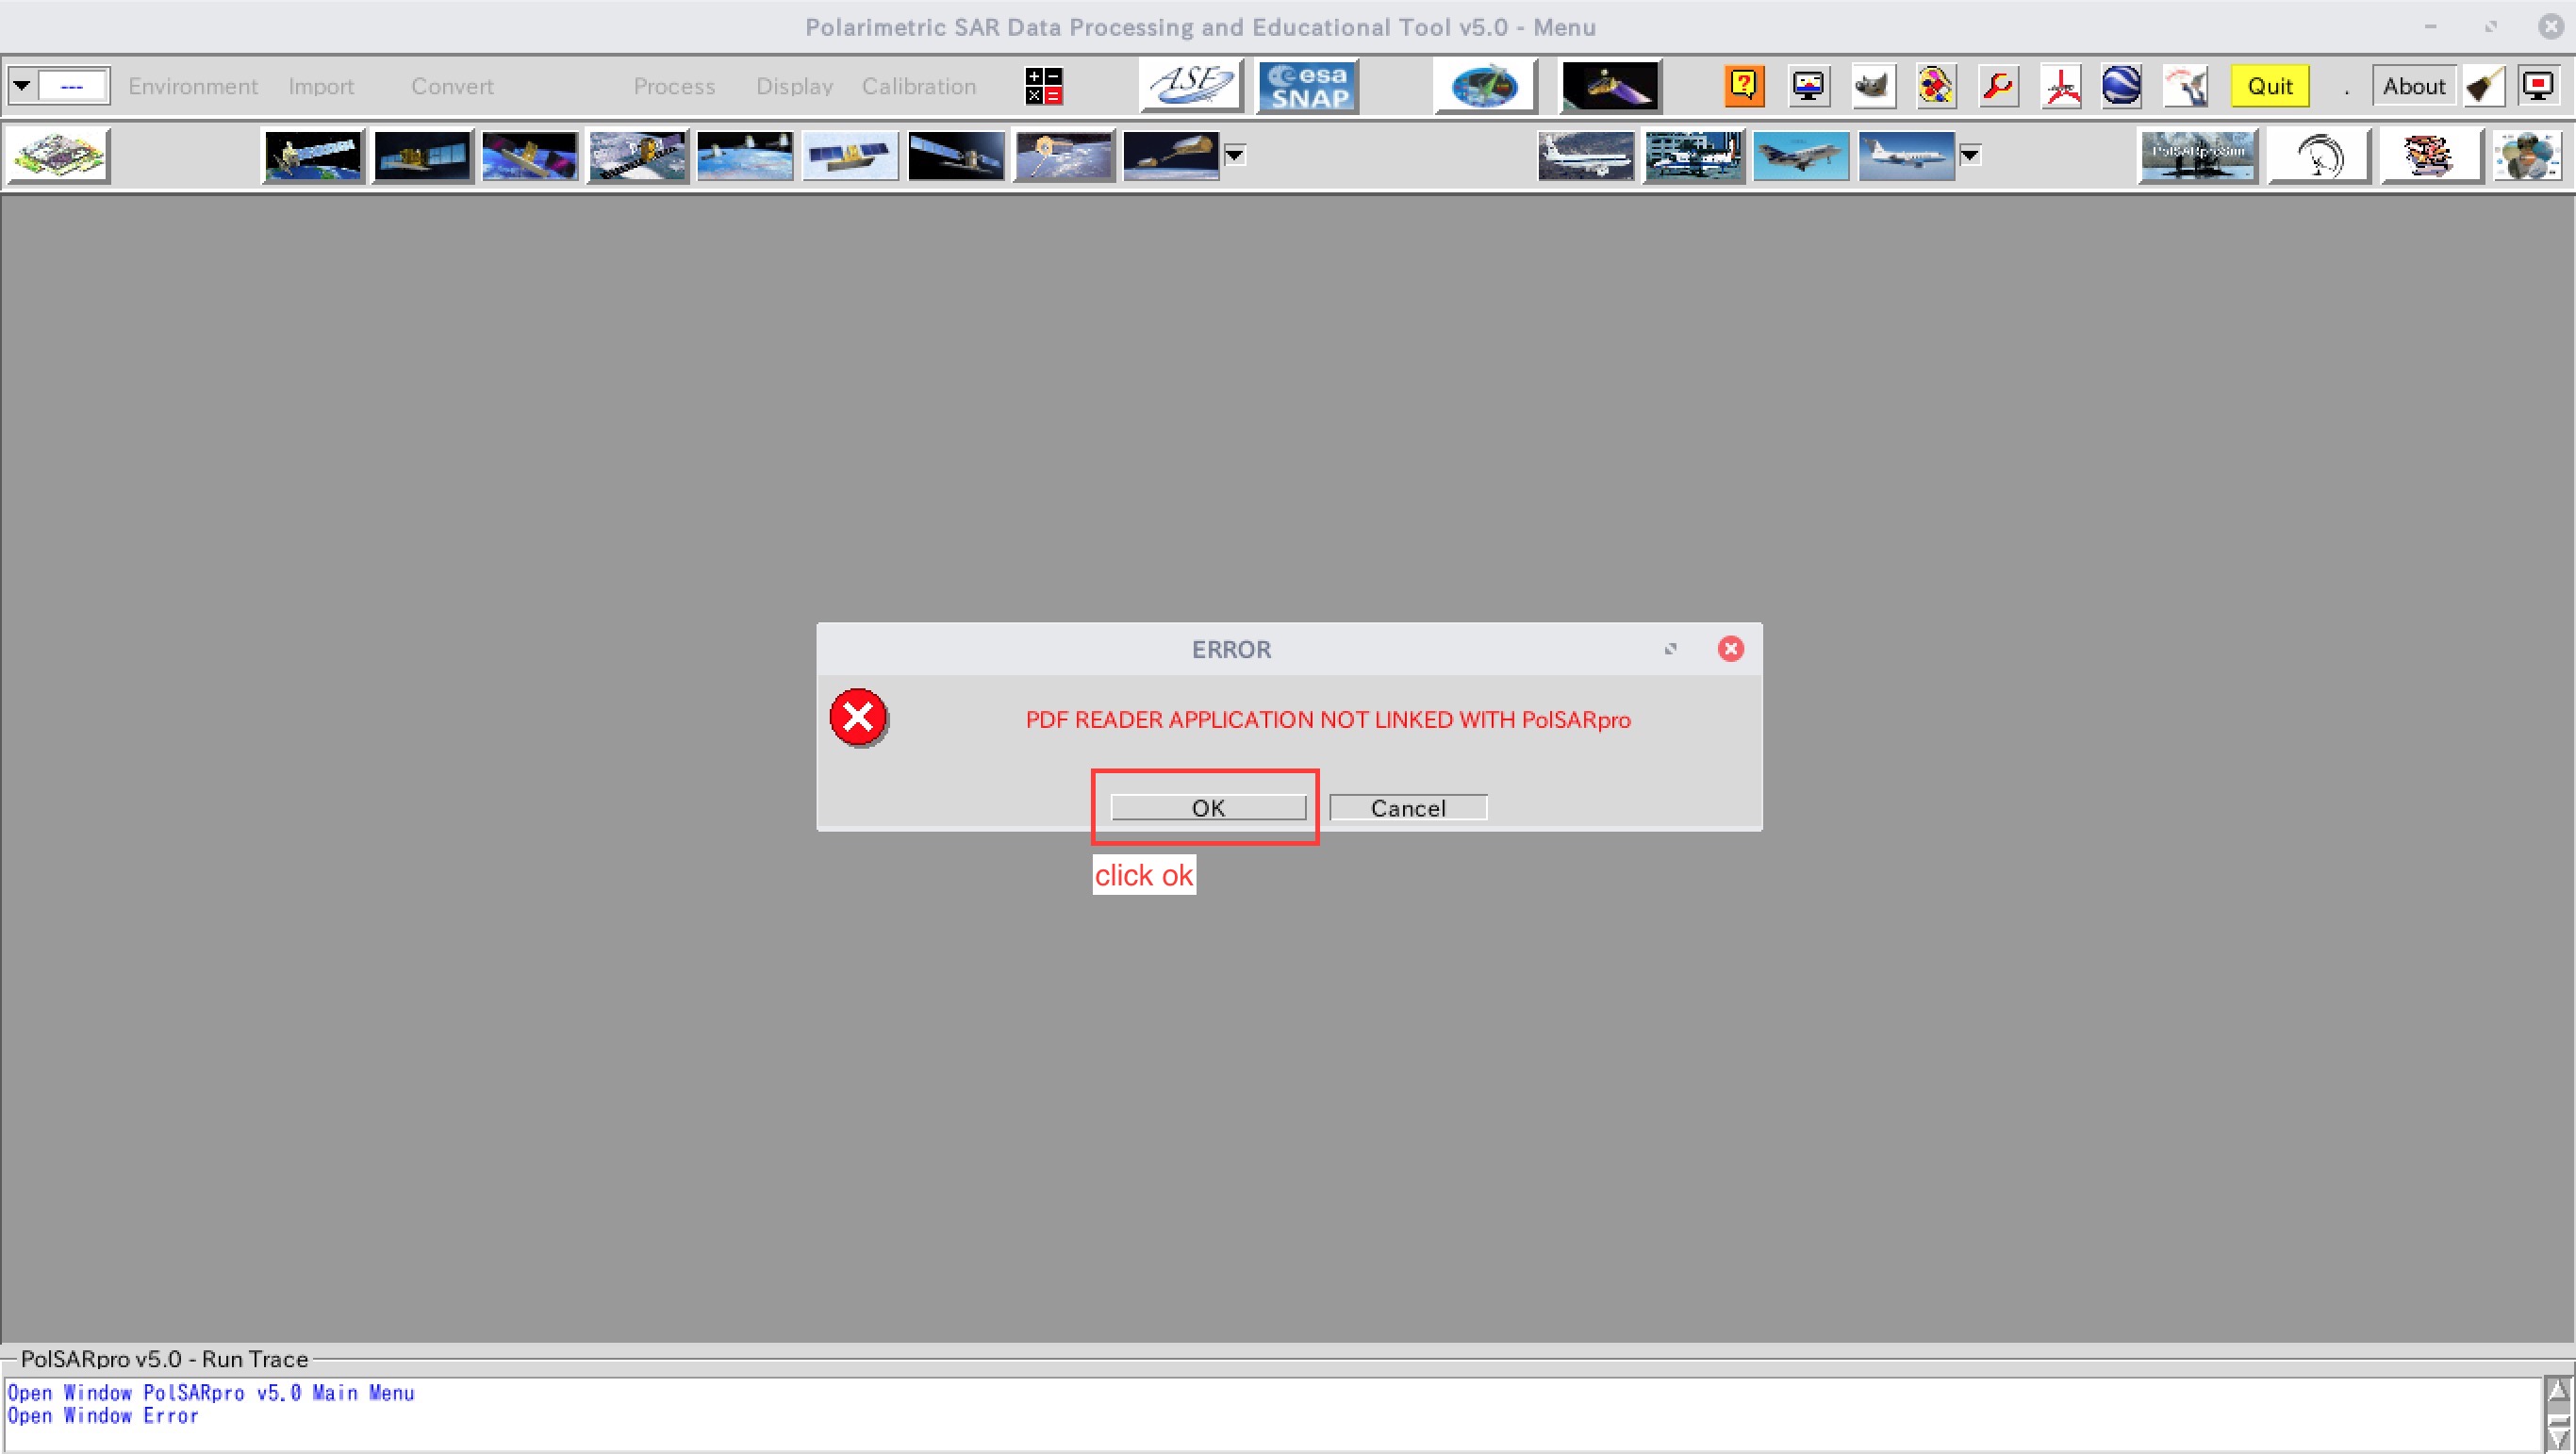 Polarimetric SAR Data Processing and Educational Tool v5.0 - Menu
--- Environment Import Convert Process Display Calibration ASF esa SNAP Quit . About
PolSARproSim
ERROR
PDF READER APPLICATION NOT LINKED WITH PolSARpro
OK Cancel
click ok
PolSARpro v5.0 - Run Trace
Open Window PolSARpro v5.0 Main Menu
Open Window Error